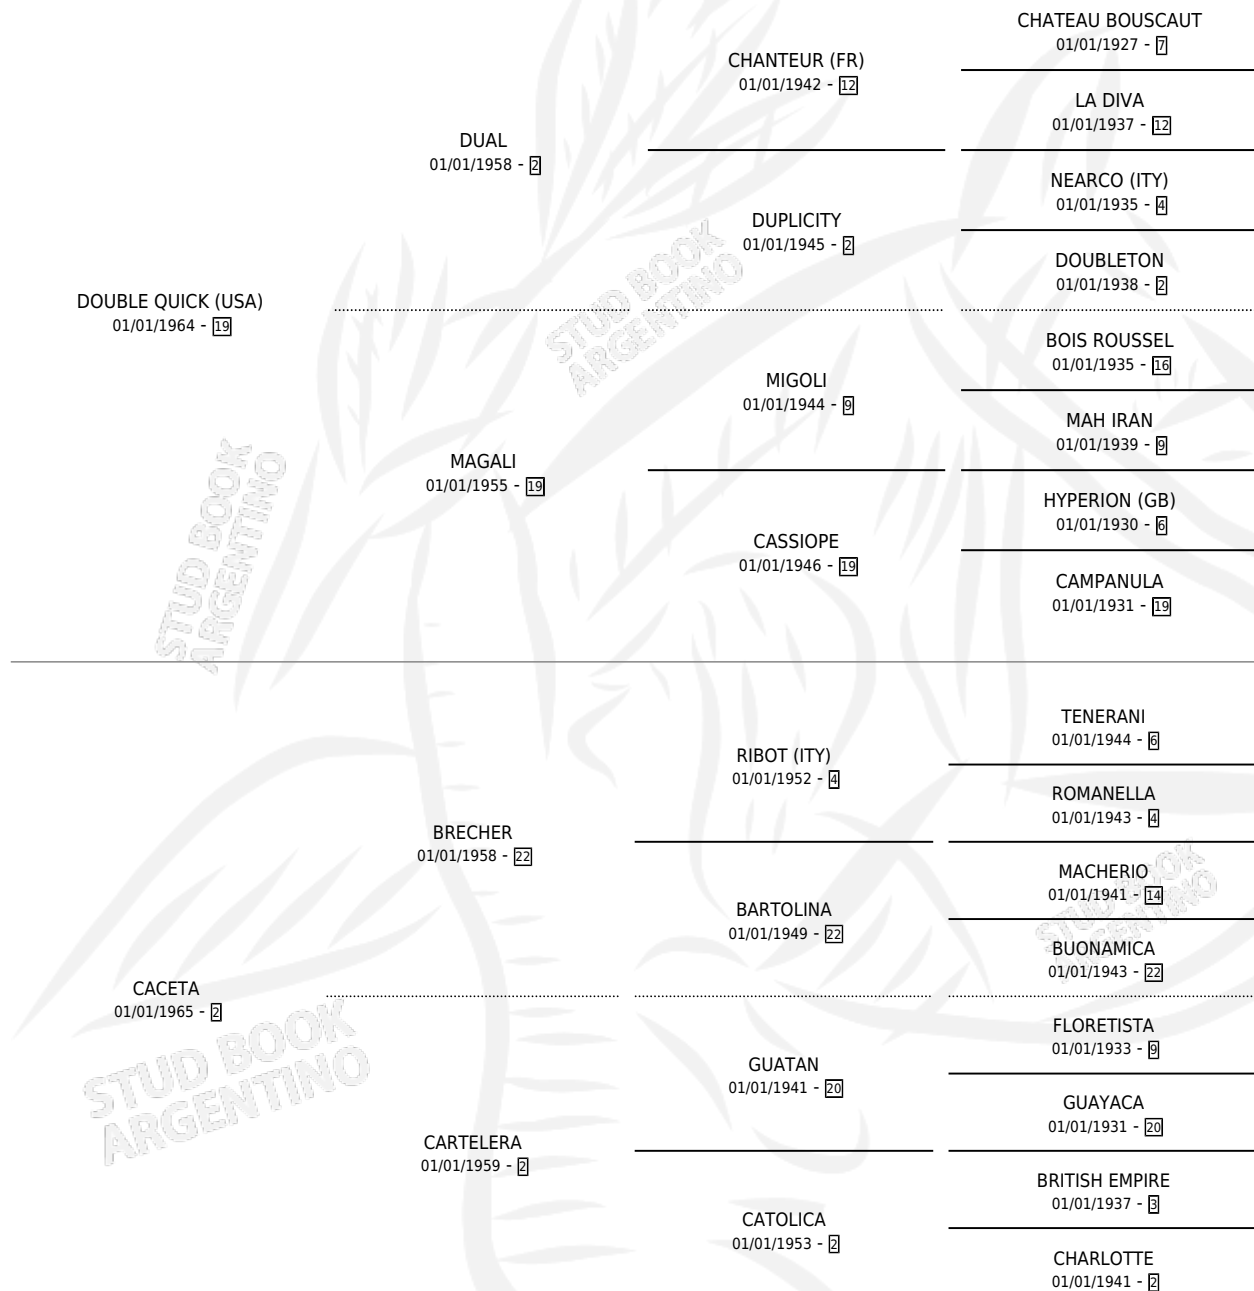 CHATEAU BOUSCAUT
01/01/1927 - 7
CHANTEUR (FR)
01/01/1942 - 12
LA DIVA
01/01/1937 - 12
DUAL
01/01/1958 - 2
NEARCO (ITY)
01/01/1935 - 4
DUPLICITY
01/01/1945 - 2
DOUBLETON
01/01/1938 - 2
DOUBLE QUICK (USA)
01/01/1964 - 19
BOIS ROUSSEL
01/01/1935 - 16
MIGOLI
01/01/1944 - 9
MAH IRAN
01/01/1939 - 9
MAGALI
01/01/1955 - 19
HYPERION (GB)
01/01/1930 - 6
CASSIOPE
01/01/1946 - 19
CAMPANULA
01/01/1931 - 19
STUD BOOK
ARGENTINO
STUD BOOK
ARGENTINO
TENERANI
01/01/1944 - 6
RIBOT (ITY)
01/01/1952 - 4
ROMANELLA
01/01/1943 - 4
BRECHER
01/01/1958 - 22
MACHERIO
01/01/1941 - 14
BARTOLINA
01/01/1949 - 22
BUONAMICA
01/01/1943 - 22
CACETA
01/01/1965 - 2
FLORETISTA
01/01/1933 - 9
GUATAN
01/01/1941 - 20
GUAYACA
01/01/1931 - 20
CARTELERA
01/01/1959 - 2
BRITISH EMPIRE
01/01/1937 - 3
CATOLICA
01/01/1953 - 2
CHARLOTTE
01/01/1941 - 2
STUD BOOK
ARGENTINO
STUD BOOK
ARGENTINO